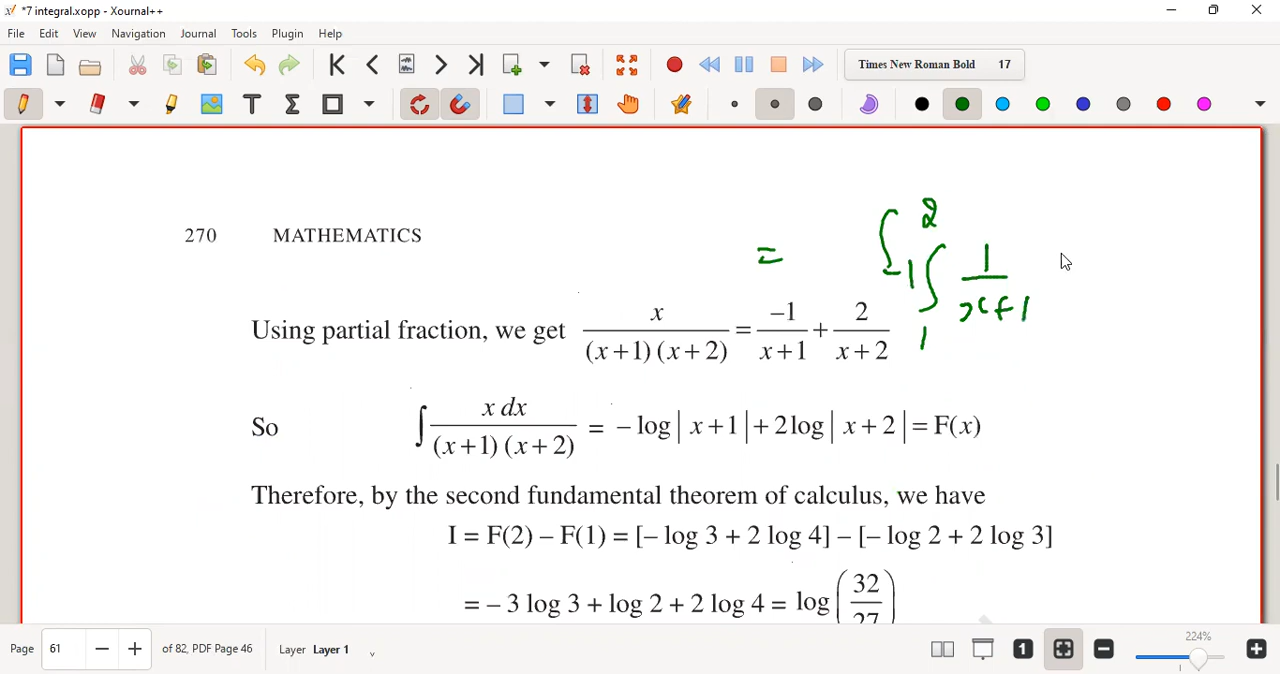 *7 integral.xopp - Xournal++
File Edit View Navigation Journal Tools Plugin Help
Times New Roman Bold 17
270 MATHEMATICS
= ∫ 2 -1 ∫ 1 1/(x+1)
Using partial fraction, we get x/((x+1)(x+2)) = –1/(x+1) + 2/(x+2)
So ∫ x dx/((x+1)(x+2)) = – log| x+1|+2log| x+2|= F(x)
Therefore, by the second fundamental theorem of calculus, we have
I = F(2) – F(1) = [– log 3 + 2 log 4] – [– log 2 + 2 log 3]
= – 3 log 3 + log 2 + 2 log 4 = log(32/27)
Page 61 of 82, PDF Page 46 Layer Layer 1 1 224%